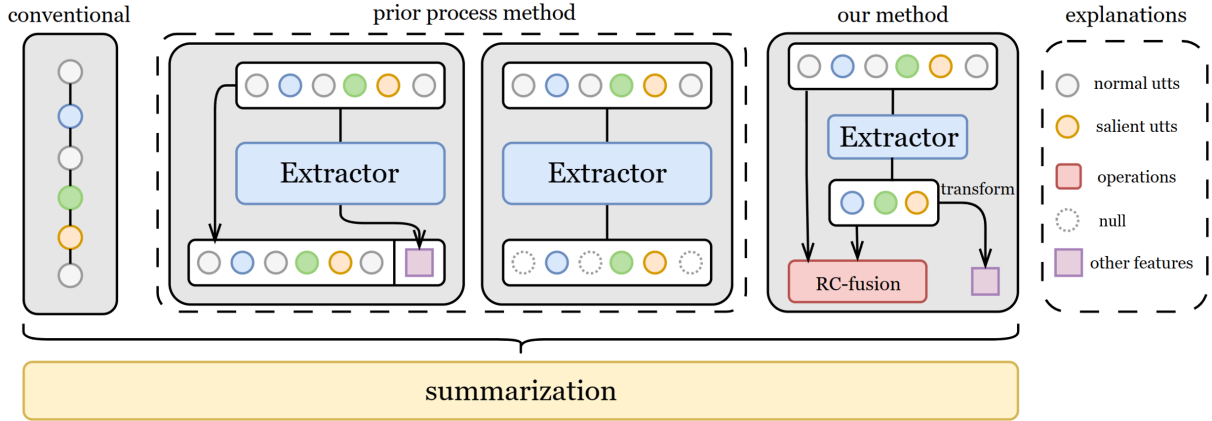 conventional
prior process method
our method
explanations
Extractor
Extractor
Extractor
transform
RC-fusion
normal utts
salient utts
operations
null
other features
summarization